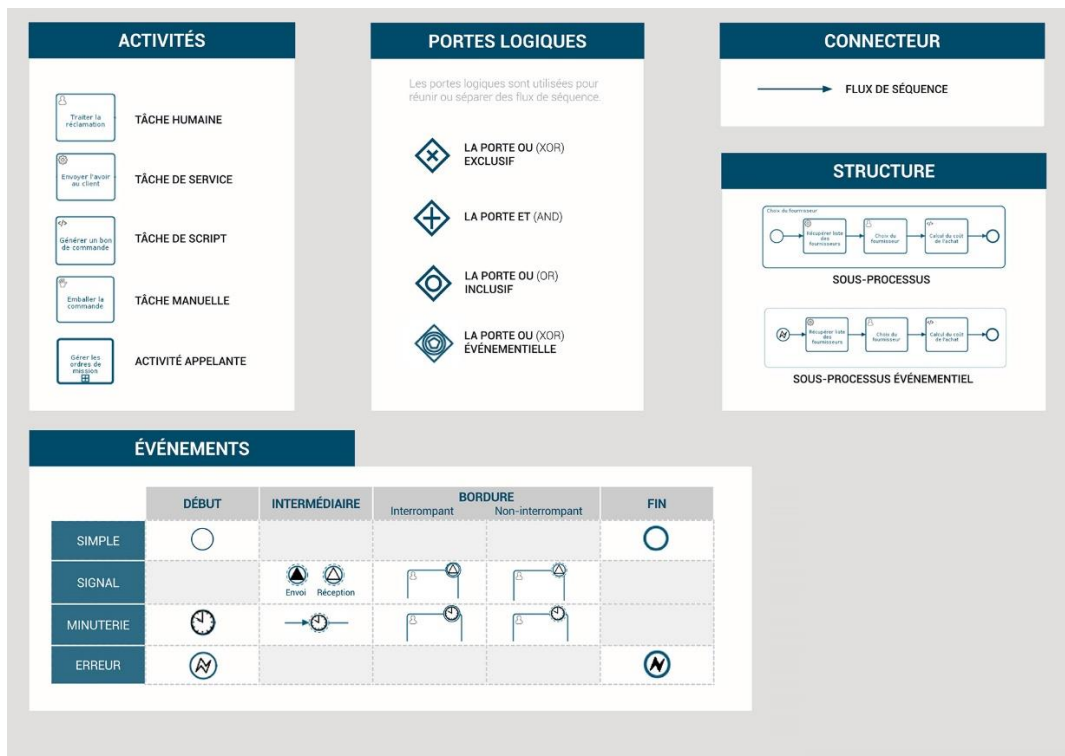 ACTIVITÉS
Traiter la
réclamation
TÂCHE HUMAINE
Envoyer l'avoir
au client
TÂCHE DE SERVICE
Générer un bon
de commande
TÂCHE DE SCRIPT
Emballer la
commande
TÂCHE MANUELLE
Gérer les
ordres de
mission
ACTIVITÉ APPELANTE
PORTES LOGIQUES
Les portes logiques sont utilisées pour
réunir ou séparer des flux de séquence.
LA PORTE OU (XOR)
EXCLUSIF
LA PORTE ET (AND)
LA PORTE OU (OR)
INCLUSIF
LA PORTE OU (XOR)
ÉVÉNEMENTIELLE
CONNECTEUR
FLUX DE SÉQUENCE
STRUCTURE
Choix du fournisseur
Récupérer liste
des
fournisseurs
Choix du
fournisseur
Calcul du coût
de l'achat
SOUS-PROCESSUS
Récupérer liste
des
fournisseurs
Choix du
fournisseur
Calcul du coût
de l'achat
SOUS-PROCESSUS ÉVÉNEMENTIEL
ÉVÉNEMENTS
DÉBUT
INTERMÉDIAIRE
BORDURE
Interrompant
Non-interrompant
FIN
SIMPLE
SIGNAL
Envoi
Réception
MINUTERIE
ERREUR